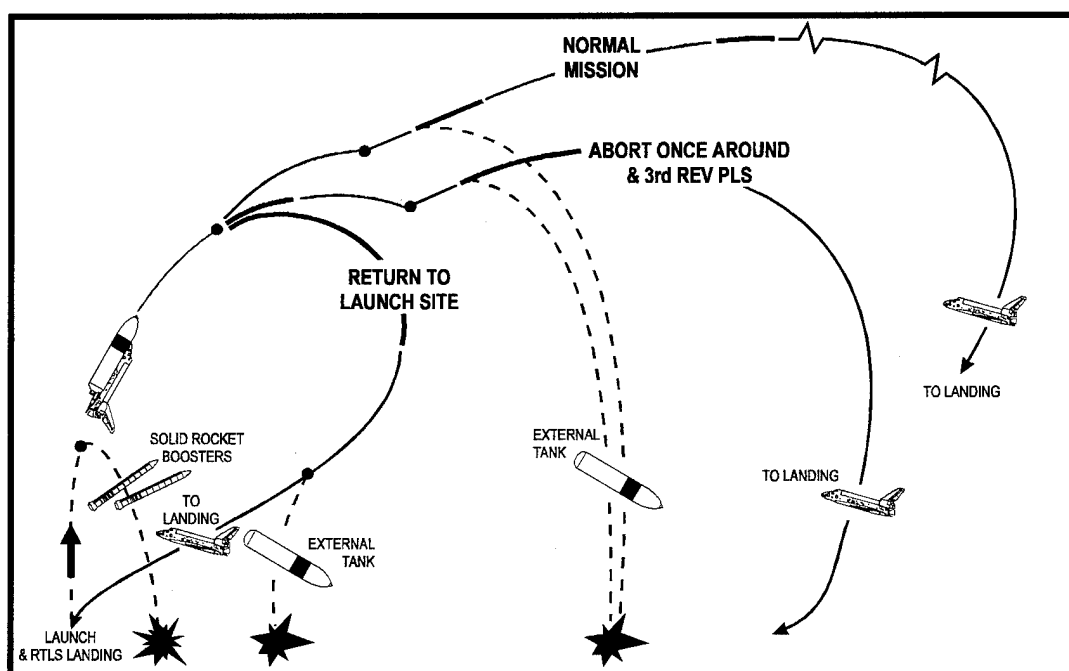 NORMAL
MISSION
ABORT ONCE AROUND
& 3rd REV PLS
RETURN TO
LAUNCH SITE
TO LANDING
SOLID ROCKET
BOOSTERS
EXTERNAL
TANK
TO LANDING
TO
LANDING
EXTERNAL
TANK
LAUNCH
& RTLS LANDING